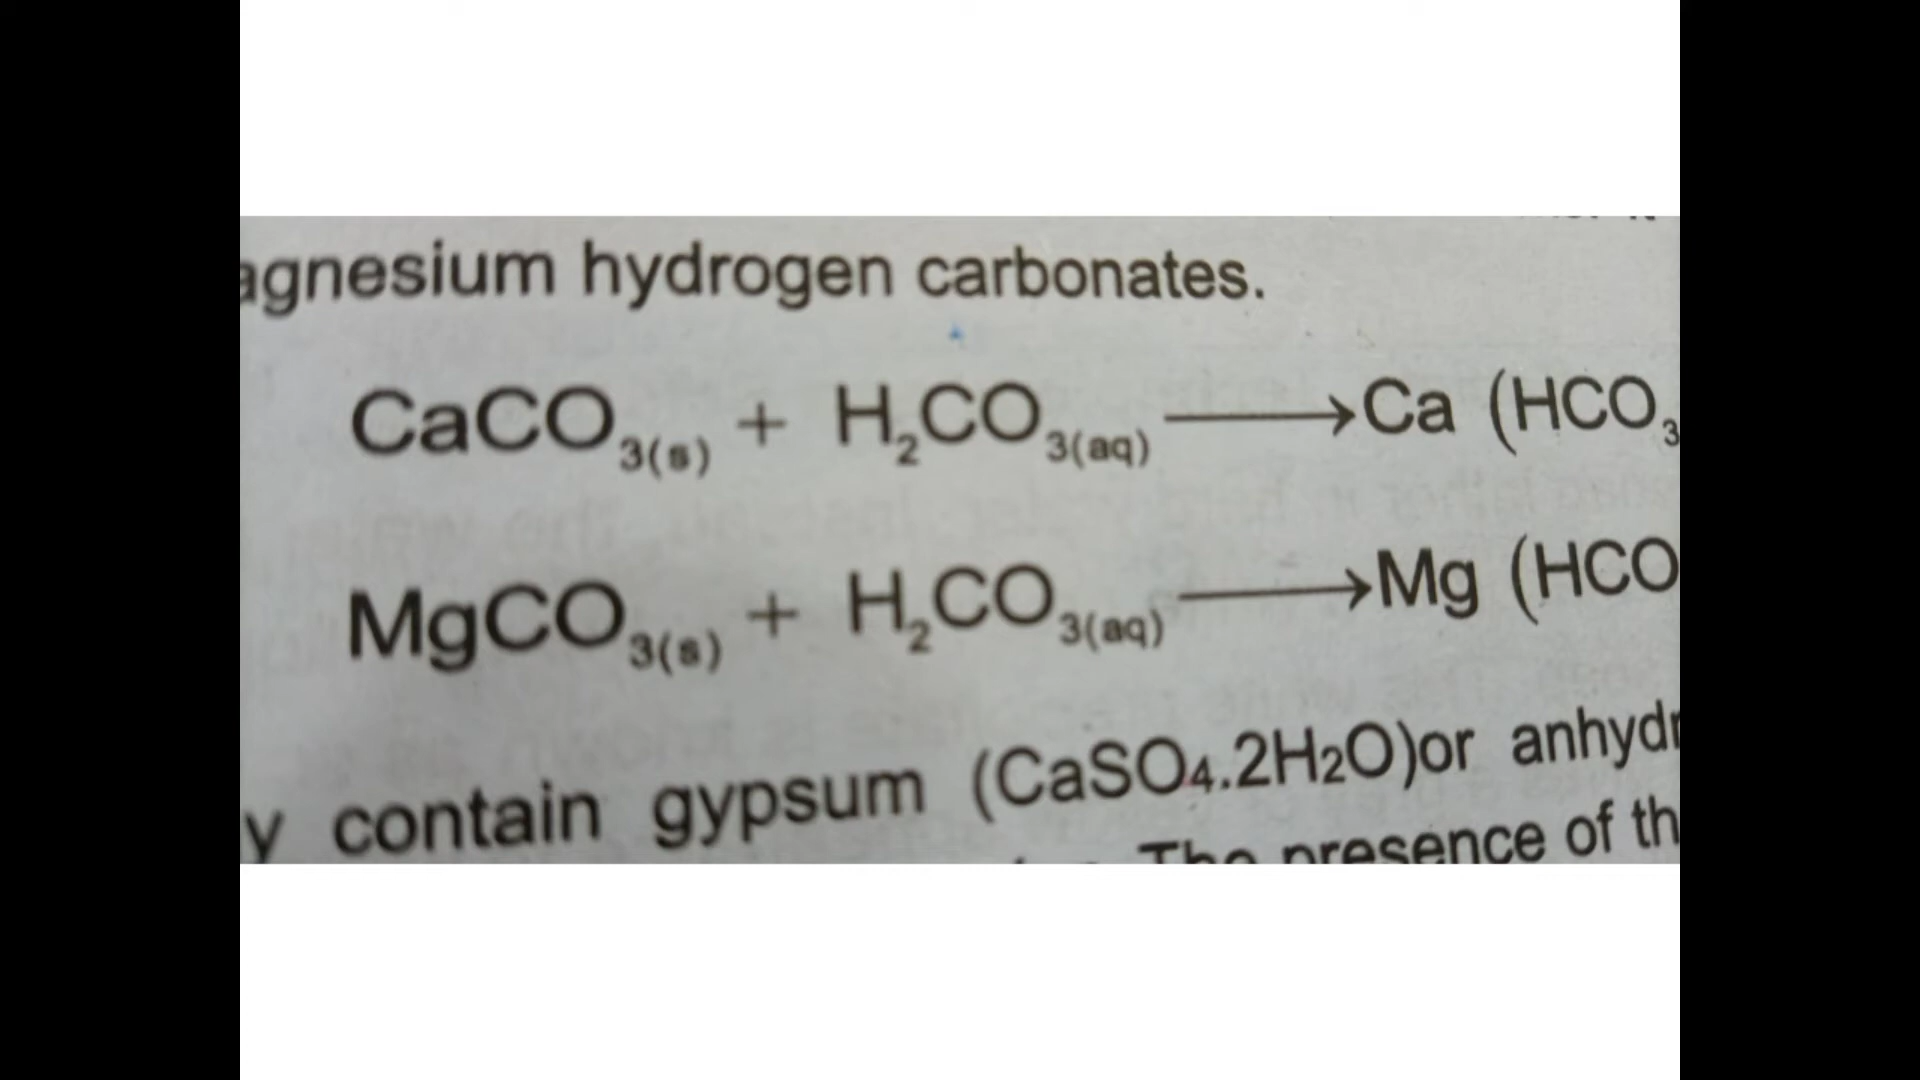 agnesium hydrogen carbonates.
CaCO₃(s) + H₂CO₃(aq) ⟶ Ca (HCO₃
MgCO₃(s) + H₂CO₃(aq) ⟶ Mg (HCO
y contain gypsum (CaSO₄.2H₂O)or anhydr
The presence of th